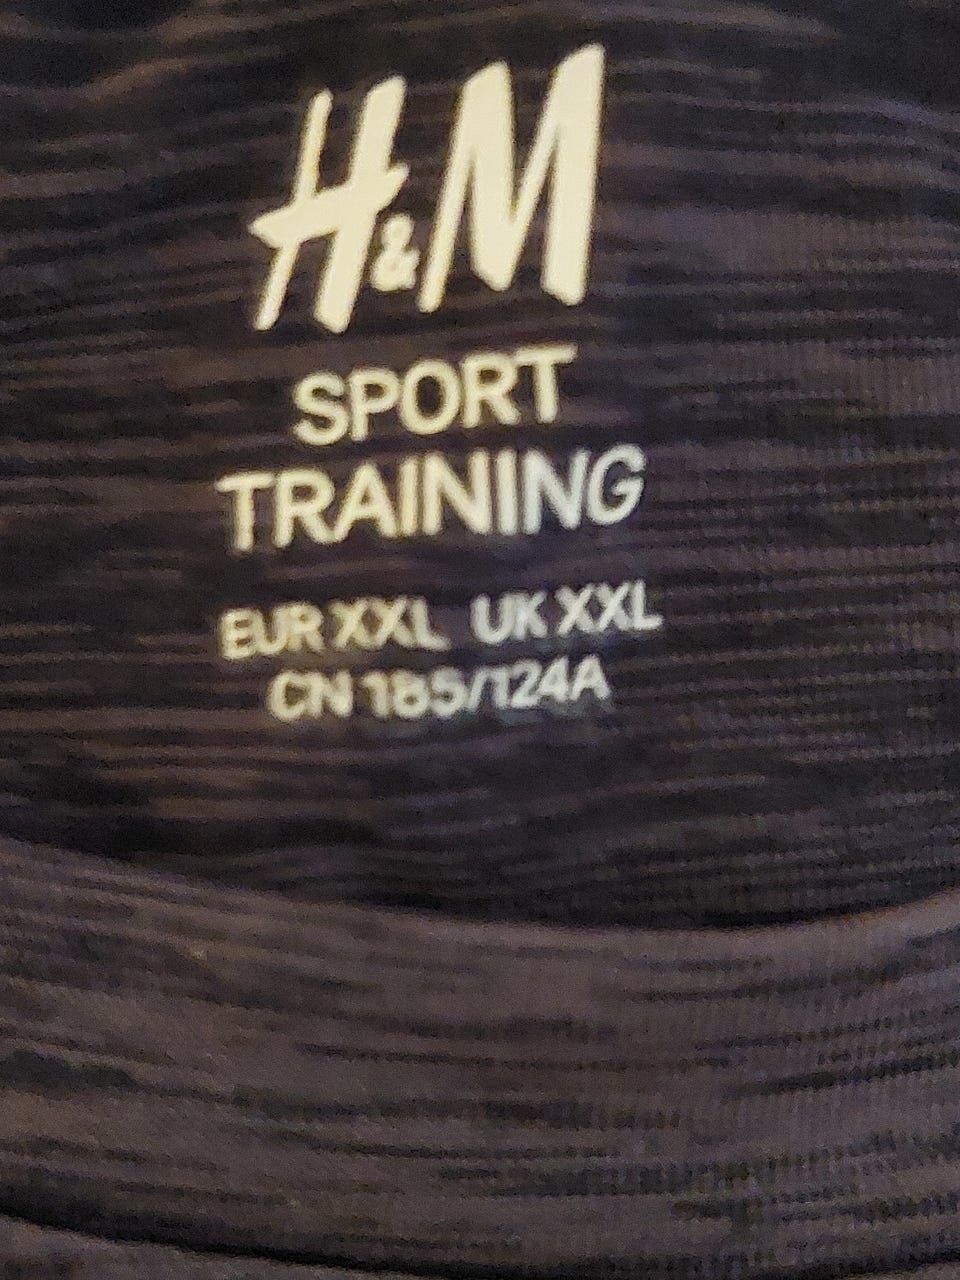 H&M
SPORT
TRAINING
EUR XXL UK XXL
CN 185/124A